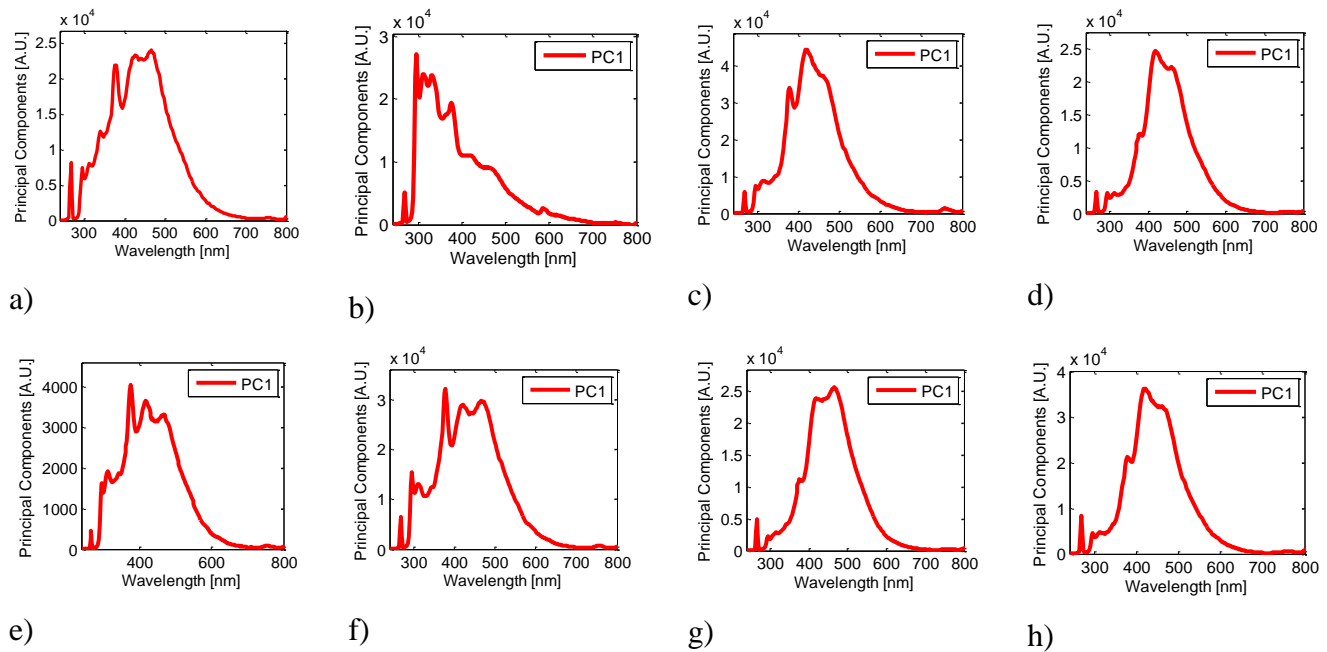 x 10 4
2.5
2
1.5
1
0.5
0
300 400 500 600 700 800
Wavelength [nm]
Principal Components [A.U.]
a)
x 10 4
PC1
3
2
1
0
300 400 500 600 700 800
Wavelength [nm]
Principal Components [A.U.]
b)
x 10 4
PC1
5
4
3
2
1
0
300 400 500 600 700 800
Wavelength [nm]
Principal Components [A.U.]
c)
x 10 4
PC1
2.5
2
1.5
1
0.5
0
300 400 500 600 700 800
Wavelength [nm]
Principal Components [A.U.]
d)
PC1
4000
3000
2000
1000
0
400 600 800
Wavelength [nm]
Principal Components [A.U.]
e)
x 10 4
PC1
3
2
1
0
400 600 800
Wavelength [nm]
Principal Components [A.U.]
f)
x 10 4
PC1
2.5
2
1.5
1
0.5
0
300 400 500 600 700 800
Wavelength [nm]
Principal Components [A.U.]
g)
x 10 4
PC1
4
3
2
1
0
300 400 500 600 700 800
Wavelength [nm]
Principal Components [A.U.]
h)